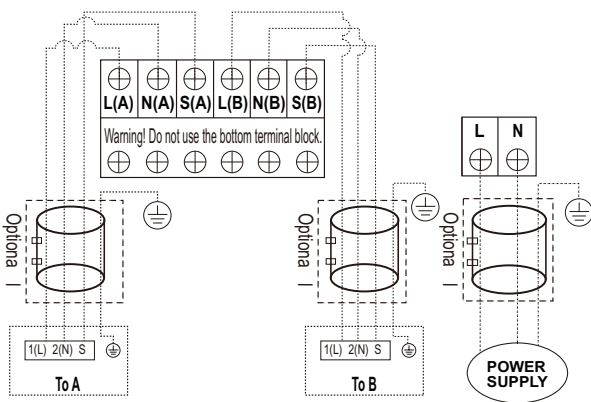 L(A) N(A) S(A) L(B) N(B) S(B)
Warning! Do not use the bottom terminal block.
L N
Optiona l
Optiona l
Optiona l
1(L) 2(N) S
To A
1(L) 2(N) S
To B
POWER
SUPPLY